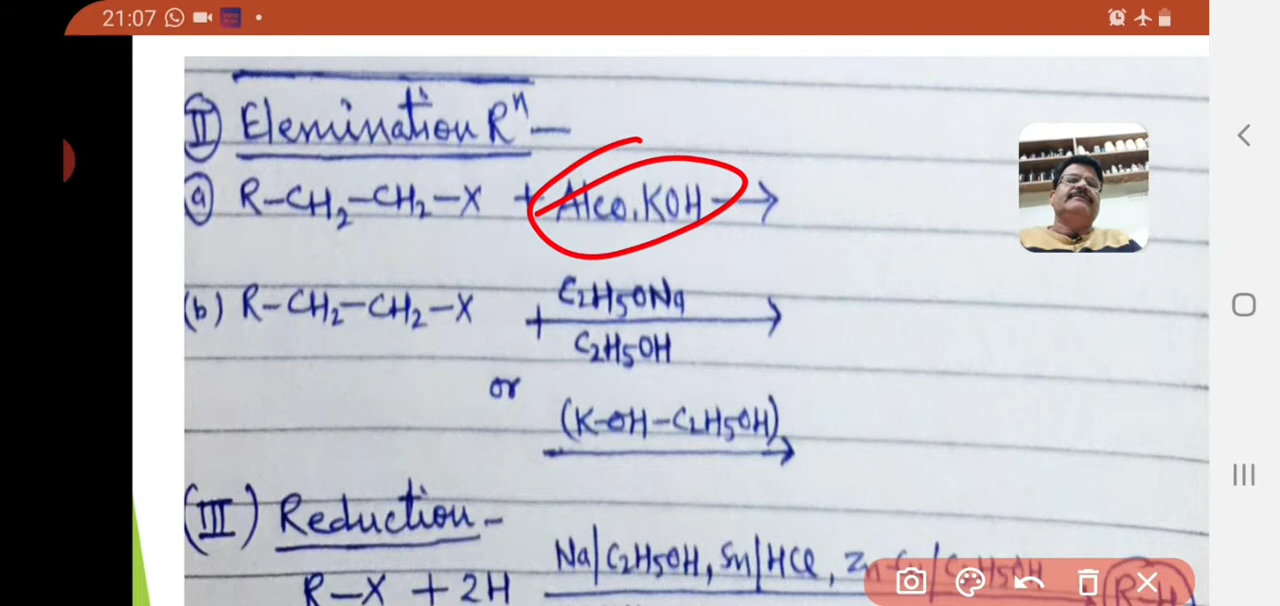 21:07
(II) Elemination Rⁿ —
(a) R-CH₂-CH₂-X + Alco.KOH →
(b) R-CH₂-CH₂-X + C₂H₅ONa →
C₂H₅OH
or
(K-OH-C₂H₅OH) →
(III) Reduction -
Na/C₂H₅OH, Sn/HCl, /C₂H₅OH
R-X + 2H R-H